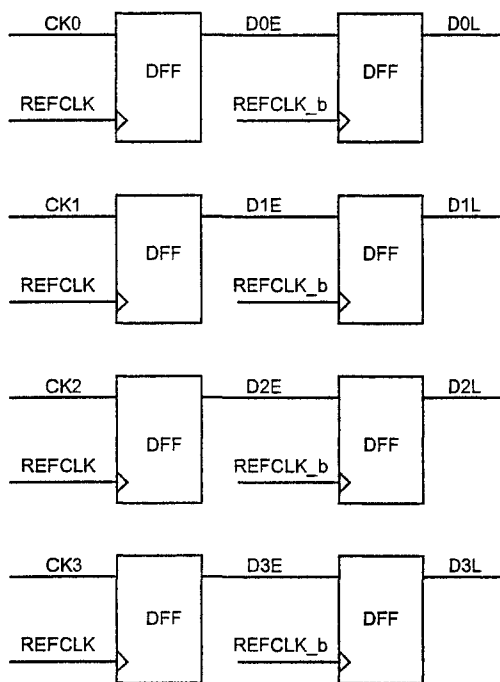 CK0 D0E D0L
DFF DFF
REFCLK REFCLK_b
CK1 D1E D1L
DFF DFF
REFCLK REFCLK_b
CK2 D2E D2L
DFF DFF
REFCLK REFCLK_b
CK3 D3E D3L
DFF DFF
REFCLK REFCLK_b